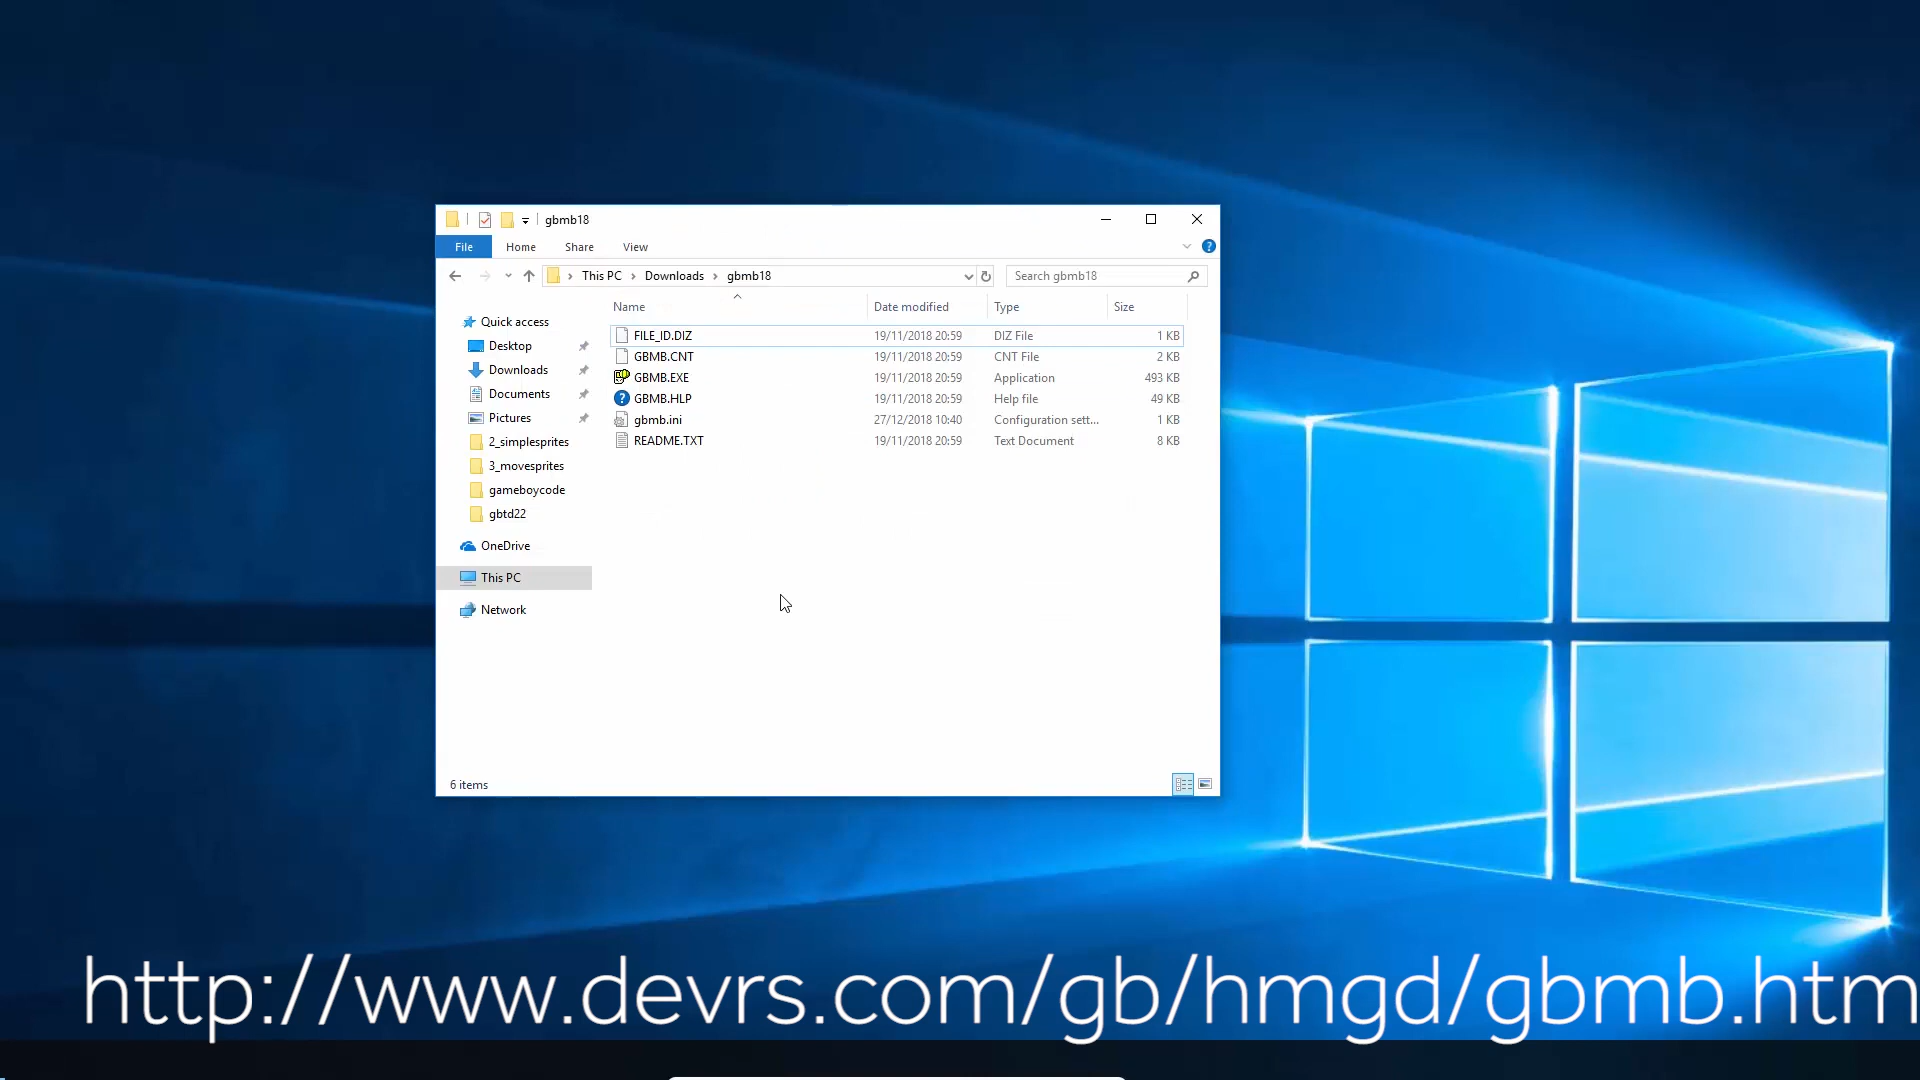 gbmb18
File Home Share View
This PC Downloads gbmb18 Search gbmb18
Name Date modified Type Size
Quick access
Desktop
Downloads
Documents
Pictures
2_simplesprites
3_movesprites
gameboycode
gbtd22
OneDrive
This PC
Network
FILE_ID.DIZ 19/11/2018 20:59 DIZ File 1 KB
GBMB.CNT 19/11/2018 20:59 CNT File 2 KB
GBMB.EXE 19/11/2018 20:59 Application 493 KB
GBMB.HLP 19/11/2018 20:59 Help file 49 KB
gbmb.ini 27/12/2018 10:40 Configuration sett... 1 KB
README.TXT 19/11/2018 20:59 Text Document 8 KB
6 items
http://www.devrs.com/gb/hmgd/gbmb.htm